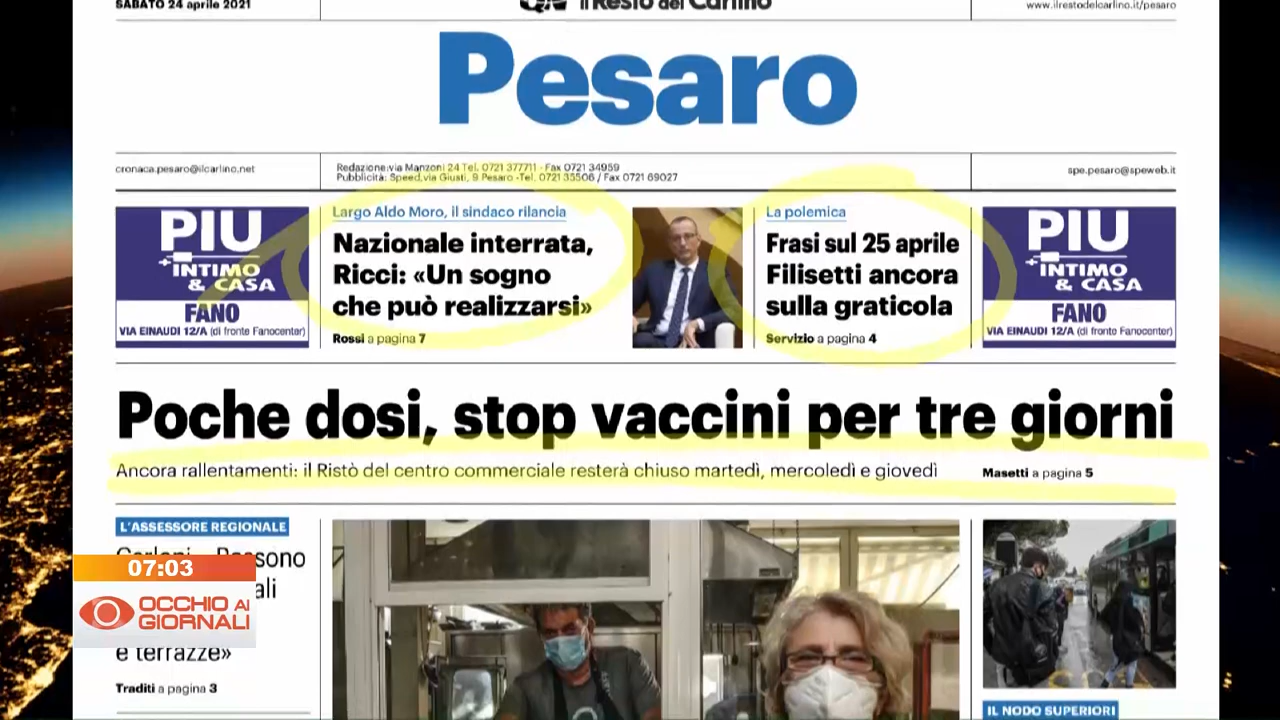 SABATO 24 aprile 2021
il Resto del Carlino
www.ilrestodelcarlino.it/pesaro
Pesaro
cronaca.pesaro@ilcarlino.net
Redazione:via Manzoni 24 Tel. 0721 377711 - Fax 0721 34959
Pubblicità: Speed,via Giusti, 9 Pesaro -Tel. 0721 35506 / Fax 0721 69027
spe.pesaro@speweb.it
PIU
+INTIMO
& CASA
FANO
VIA EINAUDI 12/A (di fronte Fanocenter)
Largo Aldo Moro, il sindaco rilancia
Nazionale interrata,
Ricci: «Un sogno
che può realizzarsi»
Rossi a pagina 7
La polemica
Frasi sul 25 aprile
Filisetti ancora
sulla graticola
Servizio a pagina 4
PIU
+INTIMO
& CASA
FANO
VIA EINAUDI 12/A (di fronte Fanocenter)
Poche dosi, stop vaccini per tre giorni
Ancora rallentamenti: il Ristò del centro commerciale resterà chiuso martedì, mercoledì e giovedì
Masetti a pagina 5
L'ASSESSORE REGIONALE
07:03
OCCHIO AI
GIORNALI
e terrazze»
Traditi a pagina 3
IL NODO SUPERIORI